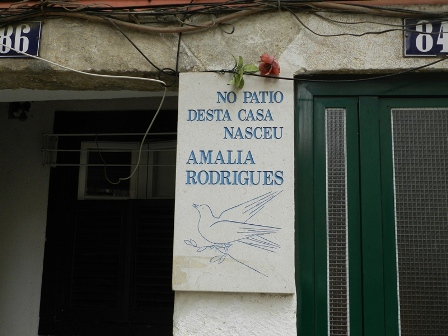 86
84
NO PATIO
DESTA CASA
NASCEU
AMALIA
RODRIGUES